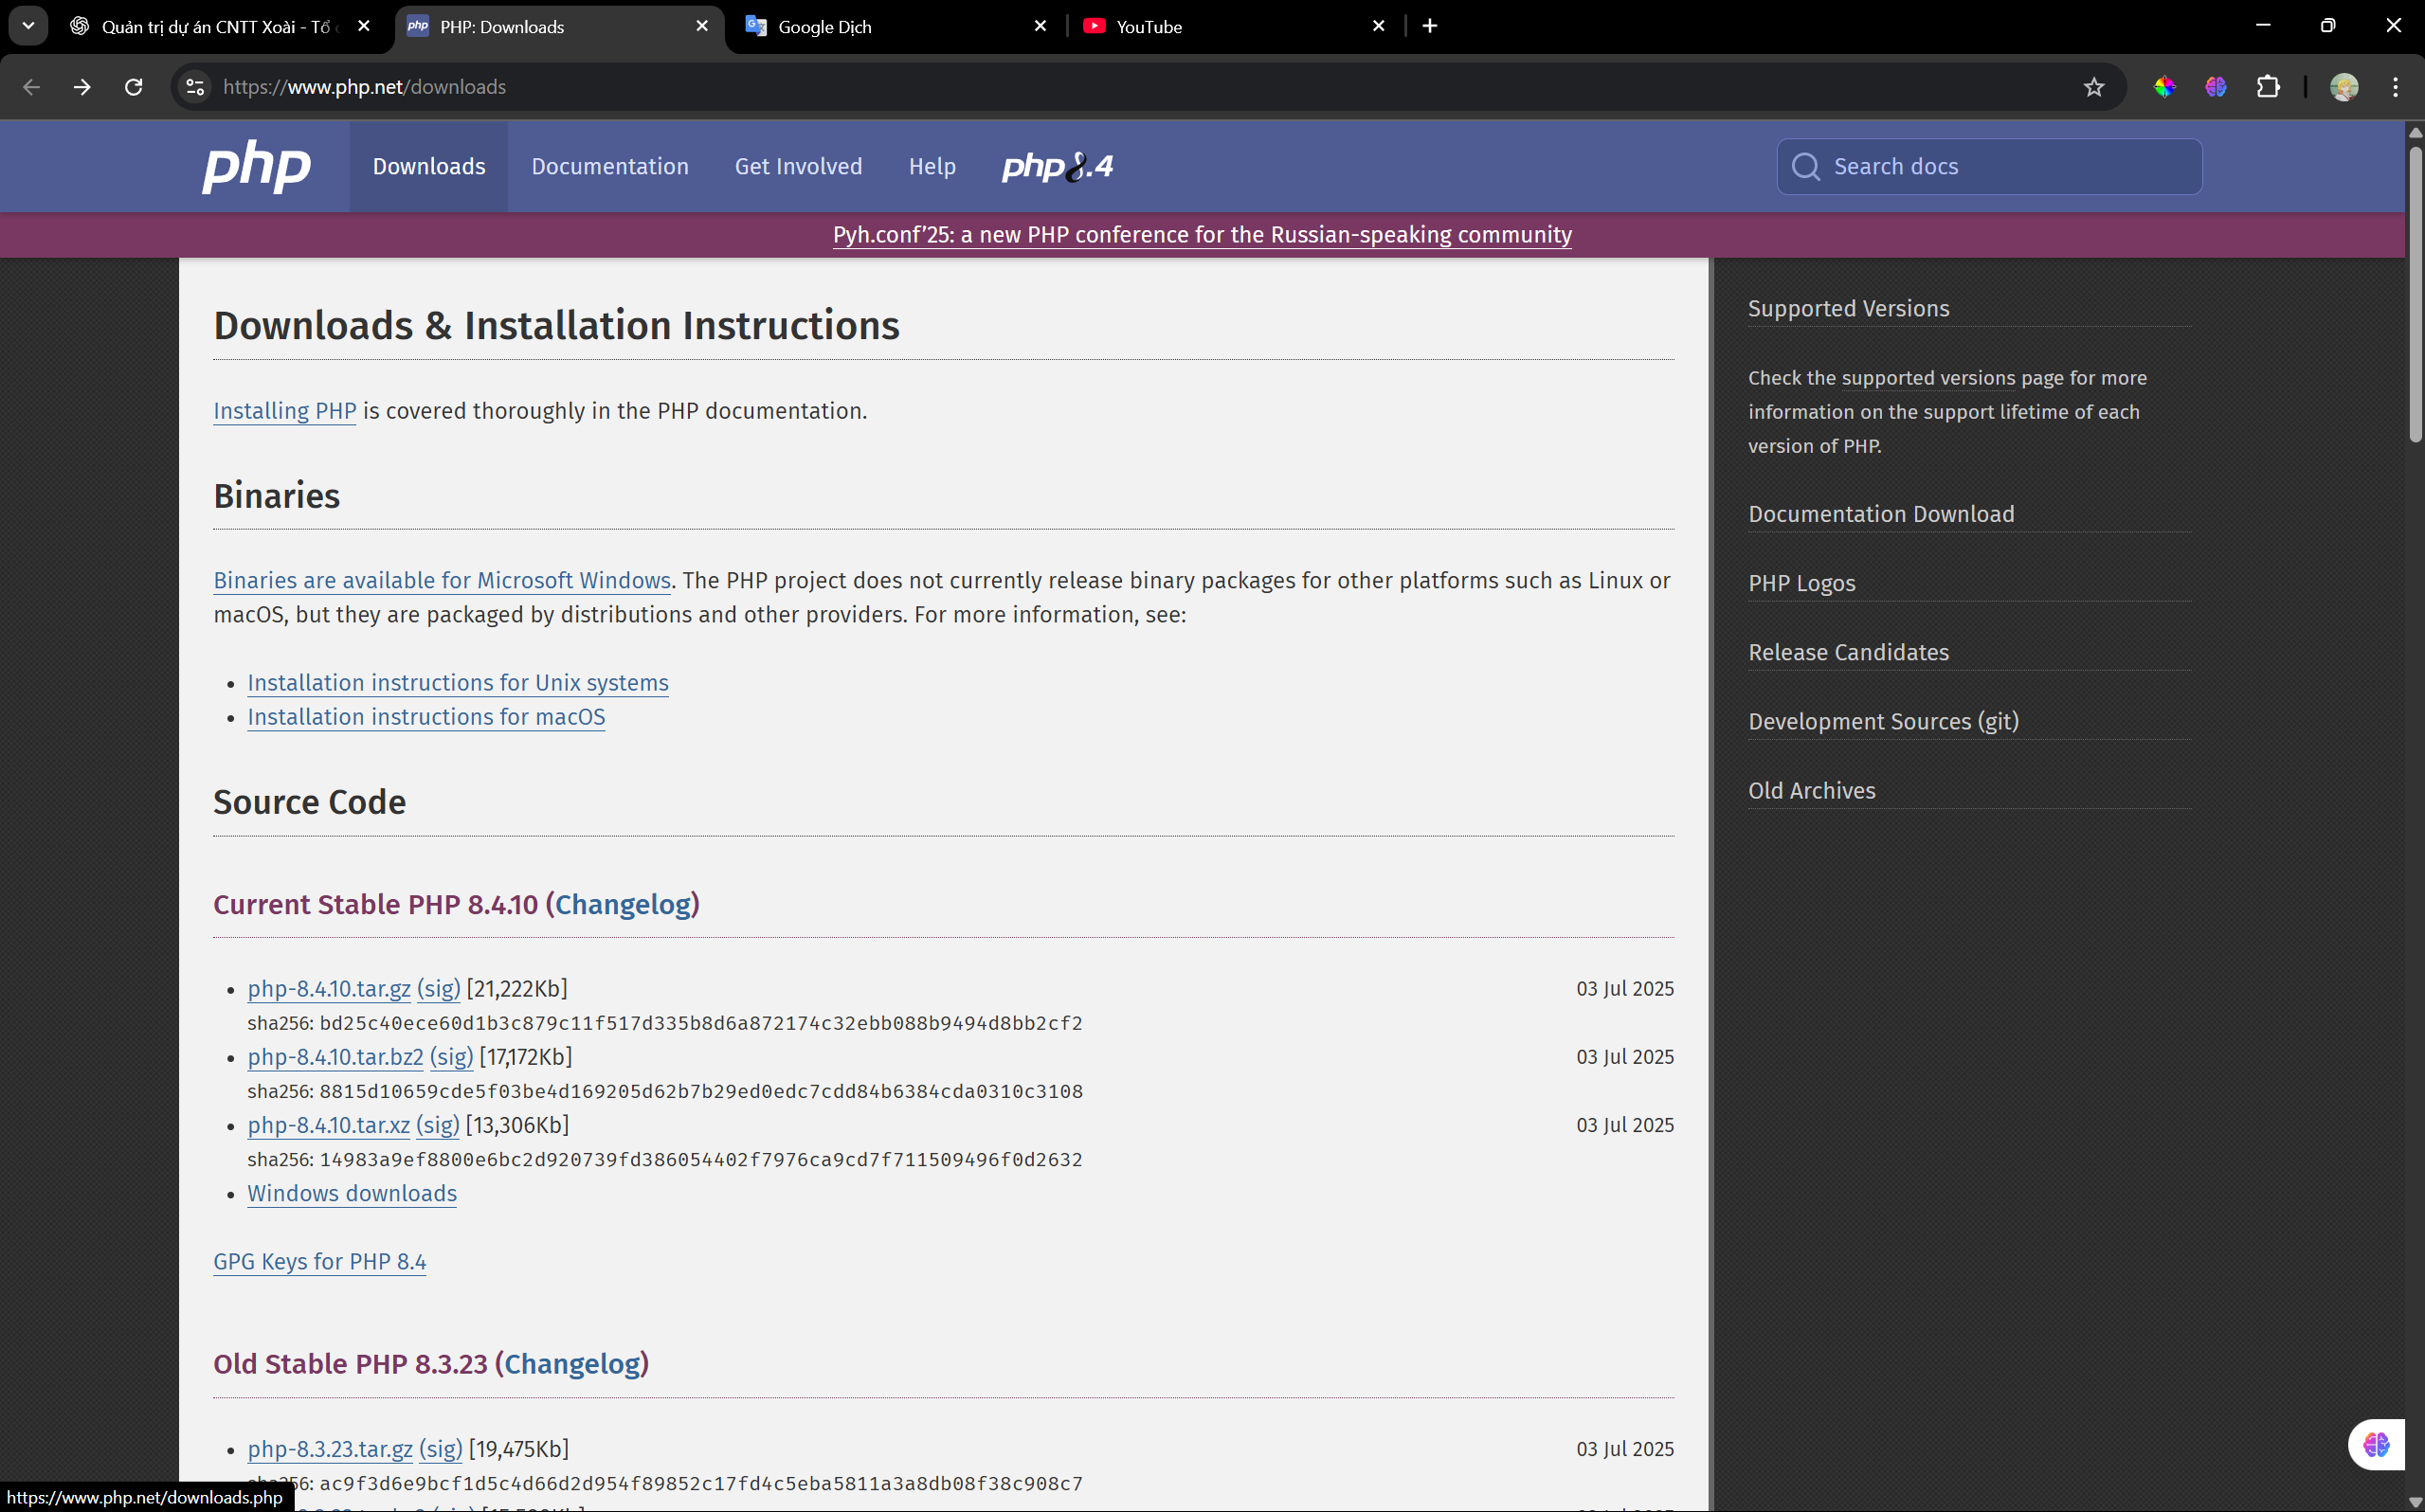 Quản trị dự án CNTT Xoài - Tổ
php PHP: Downloads
Google Dịch
YouTube
https://www.php.net/downloads
php
Downloads
Documentation
Get Involved
Help
php8.4
Search docs
Pyh.conf’25: a new PHP conference for the Russian-speaking community
Downloads & Installation Instructions
Installing PHP is covered thoroughly in the PHP documentation.
Binaries
Binaries are available for Microsoft Windows. The PHP project does not currently release binary packages for other platforms such as Linux or
macOS, but they are packaged by distributions and other providers. For more information, see:
Installation instructions for Unix systems
Installation instructions for macOS
Source Code
Current Stable PHP 8.4.10 (Changelog)
php-8.4.10.tar.gz (sig) [21,222Kb] 03 Jul 2025
sha256: bd25c40ece60d1b3c879c11f517d335b8d6a872174c32ebb088b9494d8bb2cf2
php-8.4.10.tar.bz2 (sig) [17,172Kb] 03 Jul 2025
sha256: 8815d10659cde5f03be4d169205d62b7b29ed0edc7cdd84b6384cda0310c3108
php-8.4.10.tar.xz (sig) [13,306Kb] 03 Jul 2025
sha256: 14983a9ef8800e6bc2d920739fd386054402f7976ca9cd7f711509496f0d2632
Windows downloads
GPG Keys for PHP 8.4
Old Stable PHP 8.3.23 (Changelog)
php-8.3.23.tar.gz (sig) [19,475Kb] 03 Jul 2025
sha256: ac9f3d6e9bcf1d5c4d66d2d954f89852c17fd4c5eba5811a3a8db08f38c908c7
https://www.php.net/downloads.php
Supported Versions
Check the supported versions page for more
information on the support lifetime of each
version of PHP.
Documentation Download
PHP Logos
Release Candidates
Development Sources (git)
Old Archives